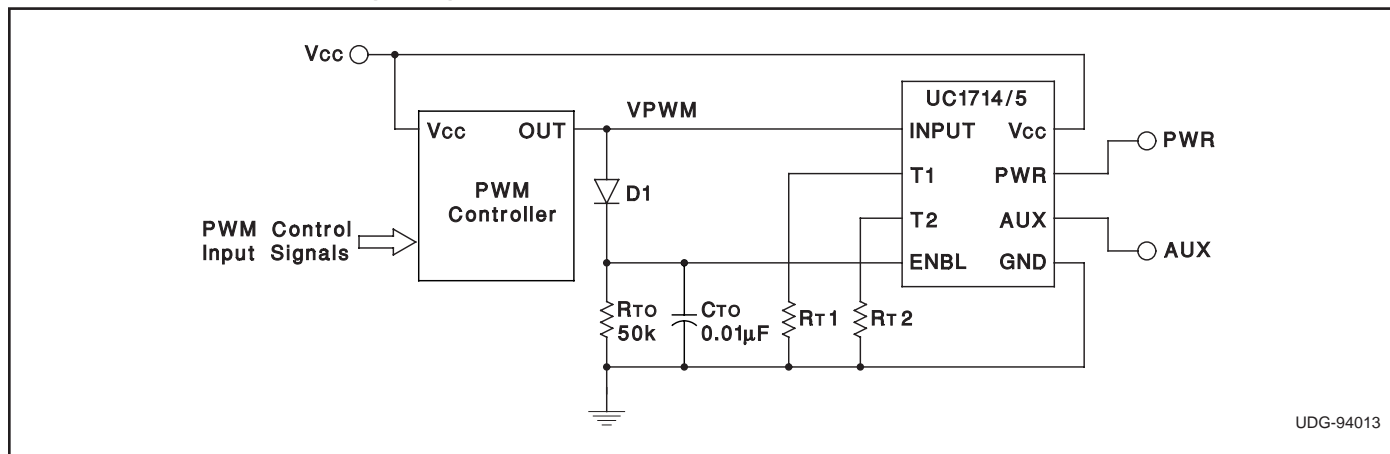 Vcc
UC1714/5
VPWM
Vcc OUT
INPUT Vcc
PWR
T1 PWR
D1
PWM
Controller
T2 AUX
PWM Control
Input Signals
AUX
ENBL GND
RTO
50k
CTO
0.01μF
RT1
RT2
UDG-94013